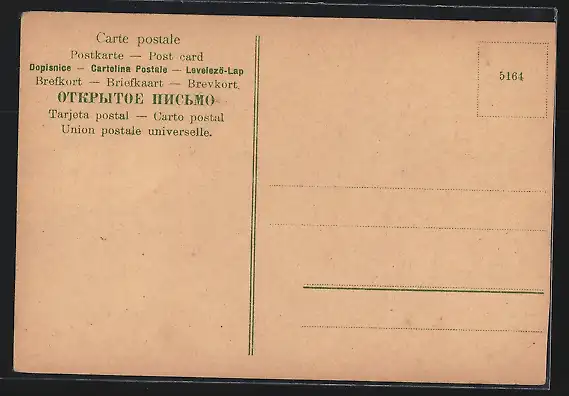 Carte postale
Postkarte — Post card
Dopisnice — Cartolina Postale — Levelezö-Lap
Brefkort — Briefkaart — Brevkort.
ОТКРЫТОЕ ПИСЬМО
Tarjeta postal — Carto postal
Union postale universelle.
5164